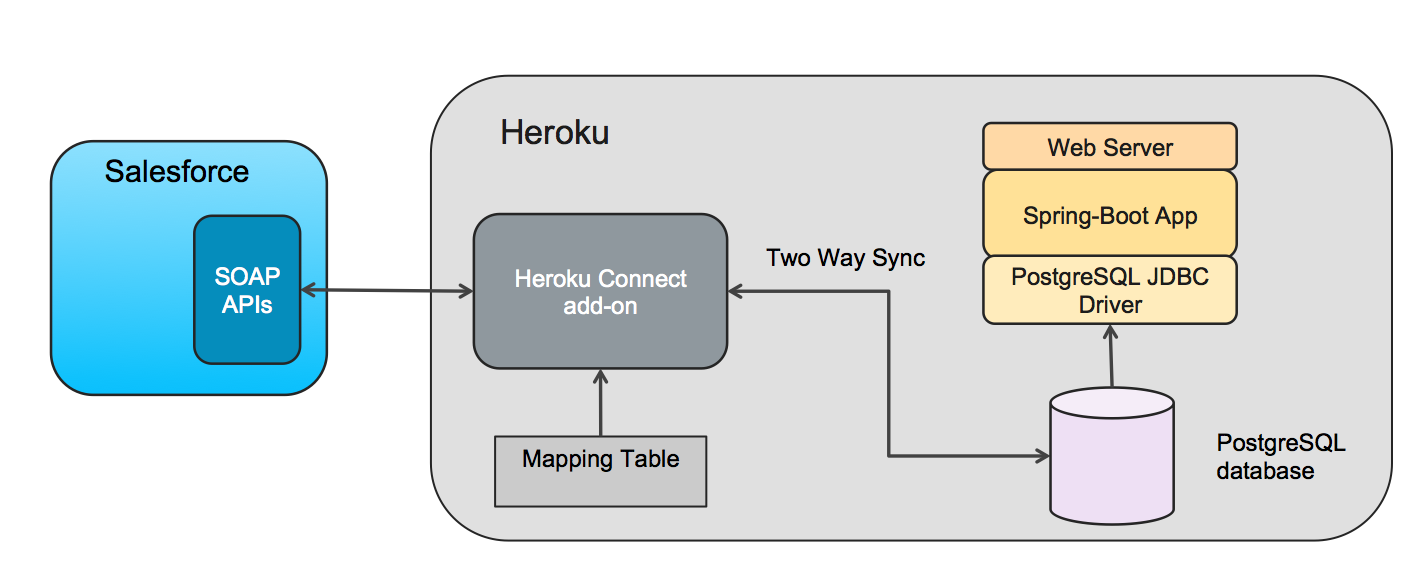 Heroku
Salesforce
SOAP
APIs
Heroku Connect
add-on
Mapping Table
Two Way Sync
Web Server
Spring-Boot App
PostgreSQL JDBC
Driver
PostgreSQL
database